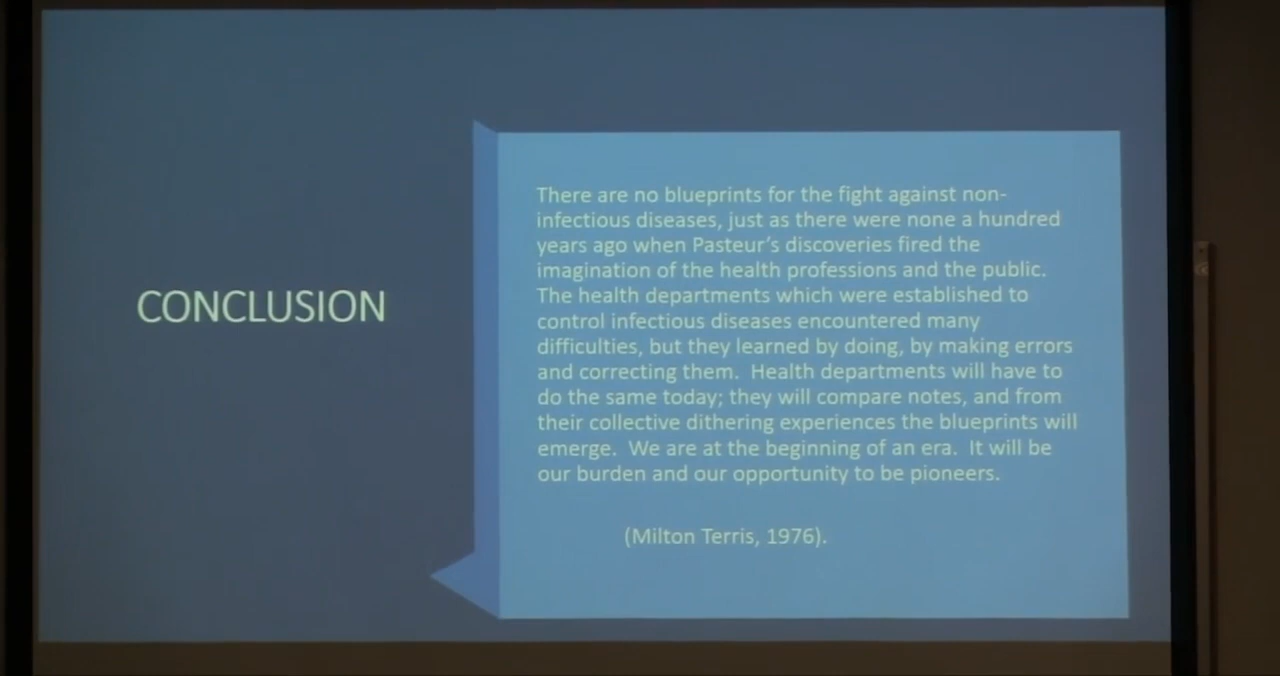 CONCLUSION
There are no blueprints for the fight against non-
infectious diseases, just as there were none a hundred
years ago when Pasteur's discoveries fired the
imagination of the health professions and the public.
The health departments which were established to
control infectious diseases encountered many
difficulties, but they learned by doing, by making errors
and correcting them.  Health departments will have to
do the same today; they will compare notes, and from
their collective dithering experiences the blueprints will
emerge.  We are at the beginning of an era.  It will be
our burden and our opportunity to be pioneers.
(Milton Terris, 1976).